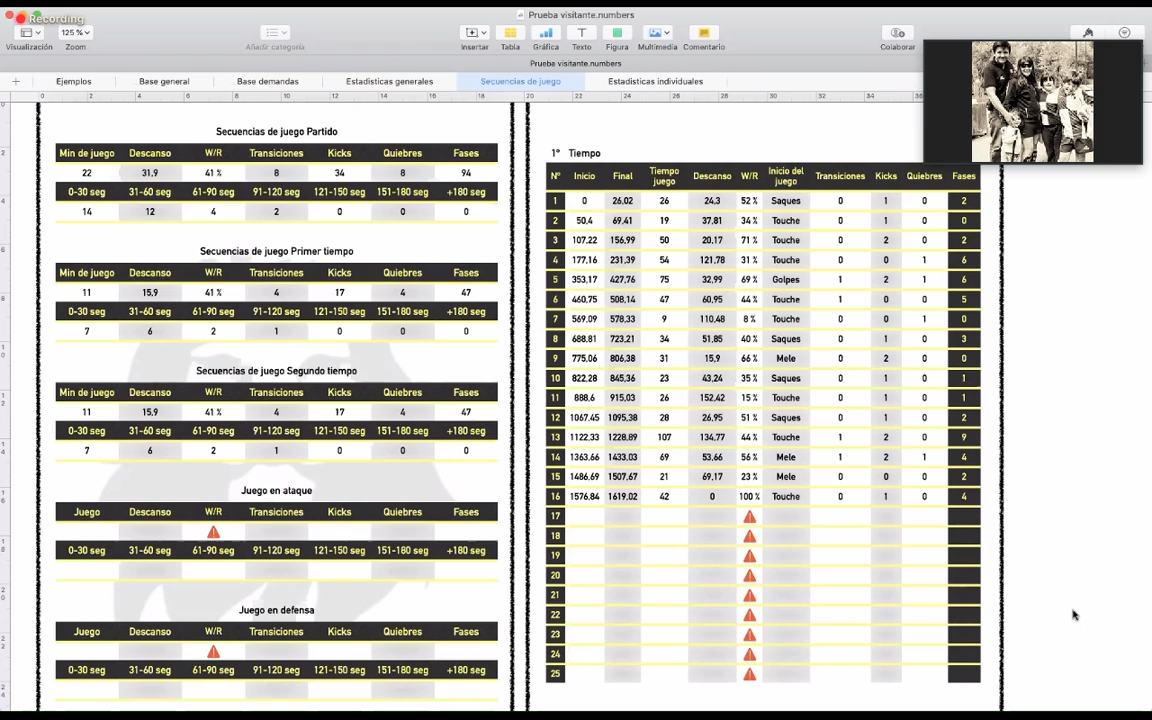 Recording
Prueba visitante.numbers
125 %
Visualización Zoom Añadir categoría Insertar Tabla Gráfica Texto Figura Multimedia Comentario Colaborar
Prueba visitante.numbers
Ejemplos Base general Base demandas Estadisticas generales Secuencias de juego Estadisticas individuales
0 2 4 6 8 10 12 14 16 18 20 22 24 26 28 30 32 34 36
Secuencias de juego Partido
Min de juego Descanso W/R Transiciones Kicks Quiebres Fases
22 31,9 41 % 8 34 8 94
0-30 seg 31-60 seg 61-90 seg 91-120 seg 121-150 seg 151-180 seg +180 seg
14 12 4 2 0 0 0
Secuencias de juego Primer tiempo
Min de juego Descanso W/R Transiciones Kicks Quiebres Fases
11 15,9 41 % 4 17 4 47
0-30 seg 31-60 seg 61-90 seg 91-120 seg 121-150 seg 151-180 seg +180 seg
7 6 2 1 0 0 0
Secuencias de juego Segundo tiempo
Min de juego Descanso W/R Transiciones Kicks Quiebres Fases
11 15,9 41 % 4 17 4 47
0-30 seg 31-60 seg 61-90 seg 91-120 seg 121-150 seg 151-180 seg +180 seg
7 6 2 1 0 0 0
Juego en ataque
Juego Descanso W/R Transiciones Kicks Quiebres Fases
0-30 seg 31-60 seg 61-90 seg 91-120 seg 121-150 seg 151-180 seg +180 seg
Juego en defensa
Juego Descanso W/R Transiciones Kicks Quiebres Fases
0-30 seg 31-60 seg 61-90 seg 91-120 seg 121-150 seg 151-180 seg +180 seg
1° Tiempo
N° Inicio Final Tiempo juego Descanso W/R Inicio del juego Transiciones Kicks Quiebres Fases
1 0 26,02 26 24,3 52 % Saques 0 1 0 2
2 50,4 69,41 19 37,81 34 % Touche 0 1 0 0
3 107,22 156,99 50 20,17 71 % Touche 0 2 0 2
4 177,16 231,39 54 121,78 31 % Touche 0 0 1 6
5 353,17 427,76 75 32,99 69 % Golpes 1 2 1 6
6 460,75 508,14 47 60,95 44 % Touche 1 0 0 5
7 569,09 578,33 9 110,48 8 % Touche 0 0 1 0
8 688,81 723,21 34 51,85 40 % Saques 0 1 0 3
9 775,06 806,38 31 15,9 66 % Mele 0 2 0 0
10 822,28 845,36 23 43,24 35 % Saques 0 1 0 1
11 888,6 915,03 26 152,42 15 % Touche 0 1 0 1
12 1067,45 1095,38 28 26,95 51 % Saques 0 1 0 2
13 1122,33 1228,89 107 134,77 44 % Touche 1 2 0 9
14 1363,66 1433,03 69 53,66 56 % Mele 1 2 1 4
15 1486,69 1507,67 21 69,17 23 % Mele 0 0 0 2
16 1576,84 1619,02 42 0 100 % Touche 0 1 0 4
17
18
19
20
21
22
23
24
25